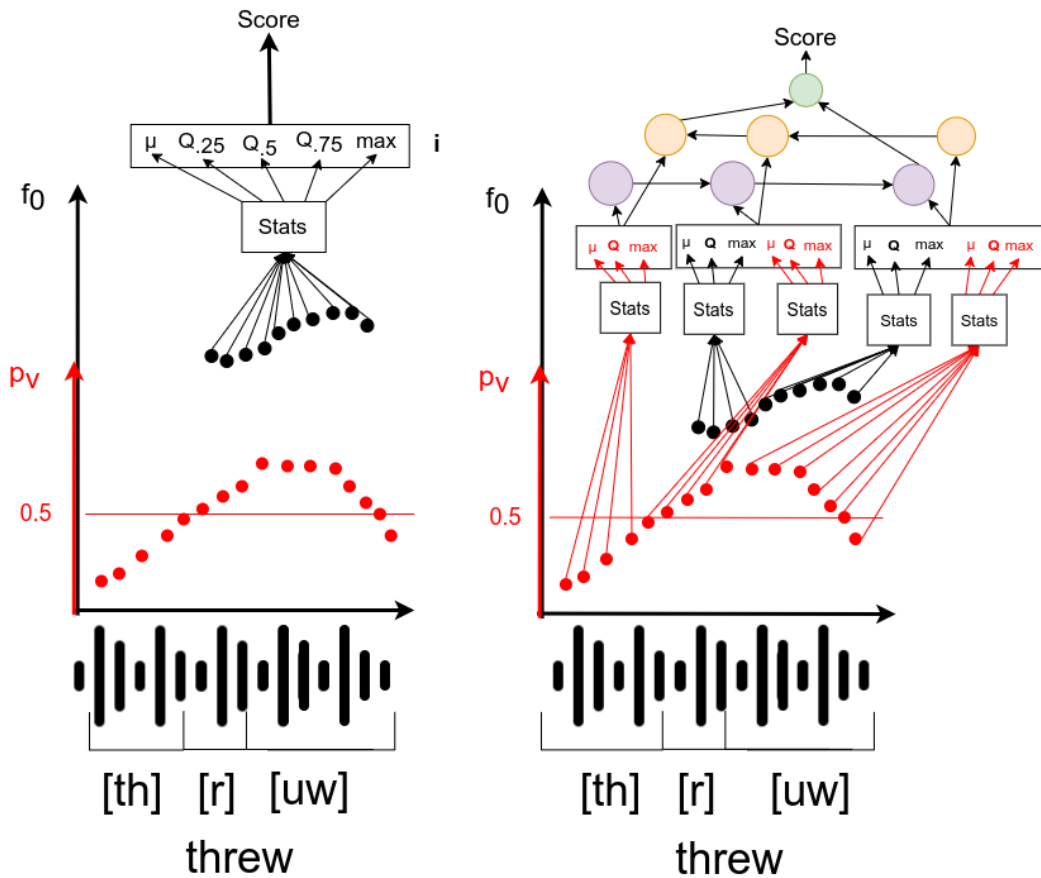 Score
μ Q.25 Q.5 Q.75 max i
f0
Stats
pv
0.5
[th] [r] [uw]
threw
Score
f0
μ Q max μ Q max μ Q max μ Q max μ Q max
Stats Stats Stats Stats Stats
pv
0.5
[th] [r] [uw]
threw